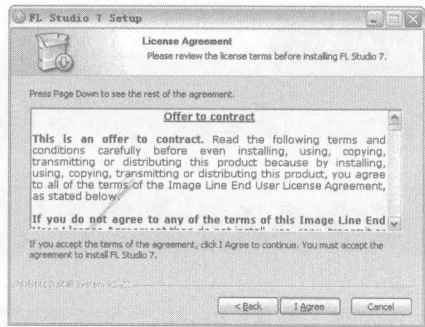 FL Studio 7 Setup
License Agreement
Please review the license terms before installing FL Studio 7.
Press Page Down to see the rest of the agreement.
Offer to contract
This is an offer to contract. Read the following terms and
conditions carefully before even installing, using, copying,
transmitting or distributing this product because by installing,
using, copying, transmitting or distributing this product, you agree
to all of the terms of the Image Line End User License Agreement,
as stated below.
If you do not agree to any of the terms of this Image Line End
If you accept the terms of the agreement, click I Agree to continue. You must accept the
agreement to install FL Studio 7.
Nullsoft Install System v2.22
< Back
I Agree
Cancel